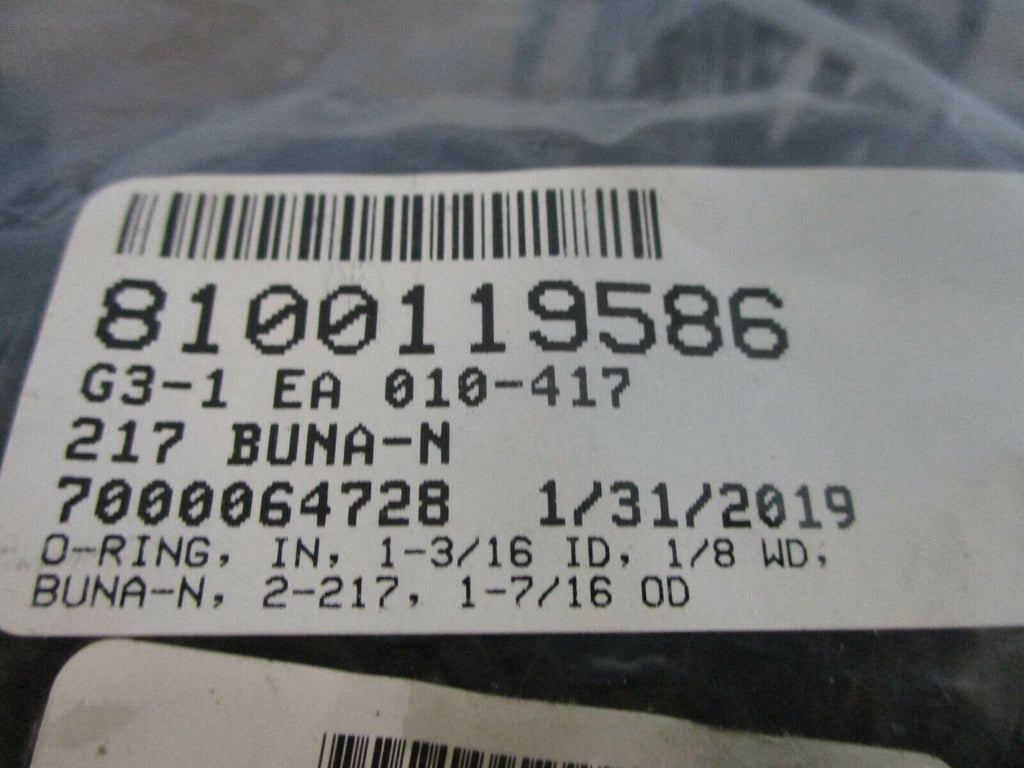 8100119586
G3-1 EA 010-417
217 BUNA-N
7000064728 1/31/2019
O-RING, IN, 1-3/16 ID, 1/8 WD,
BUNA-N, 2-217, 1-7/16 OD